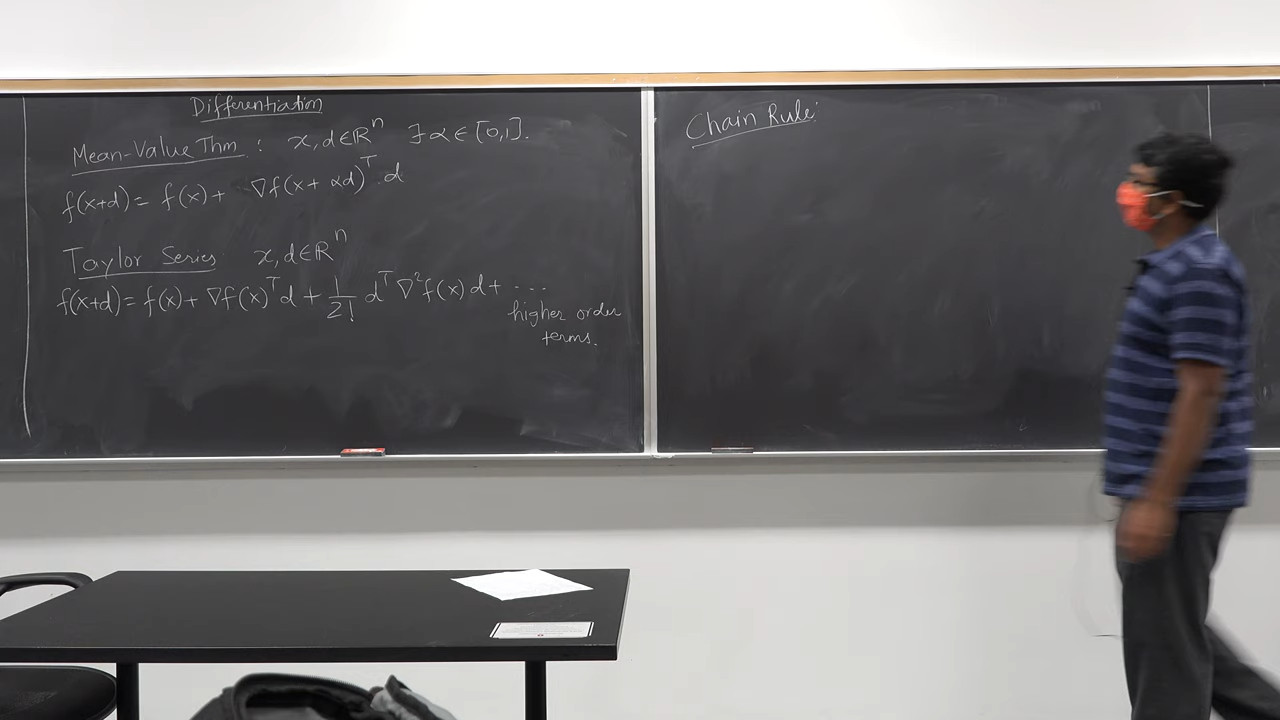 Differentiation
Mean-Value Thm : x, d ∈ ℝⁿ ∃ α ∈ [0,1].
f(x+d) = f(x) + ∇f(x + αd)ᵀ d
Taylor Series x, d ∈ ℝⁿ
f(x+d) = f(x) + ∇f(x)ᵀd + 1/2! dᵀ ∇²f(x) d + ...
higher order
terms.
Chain Rule: